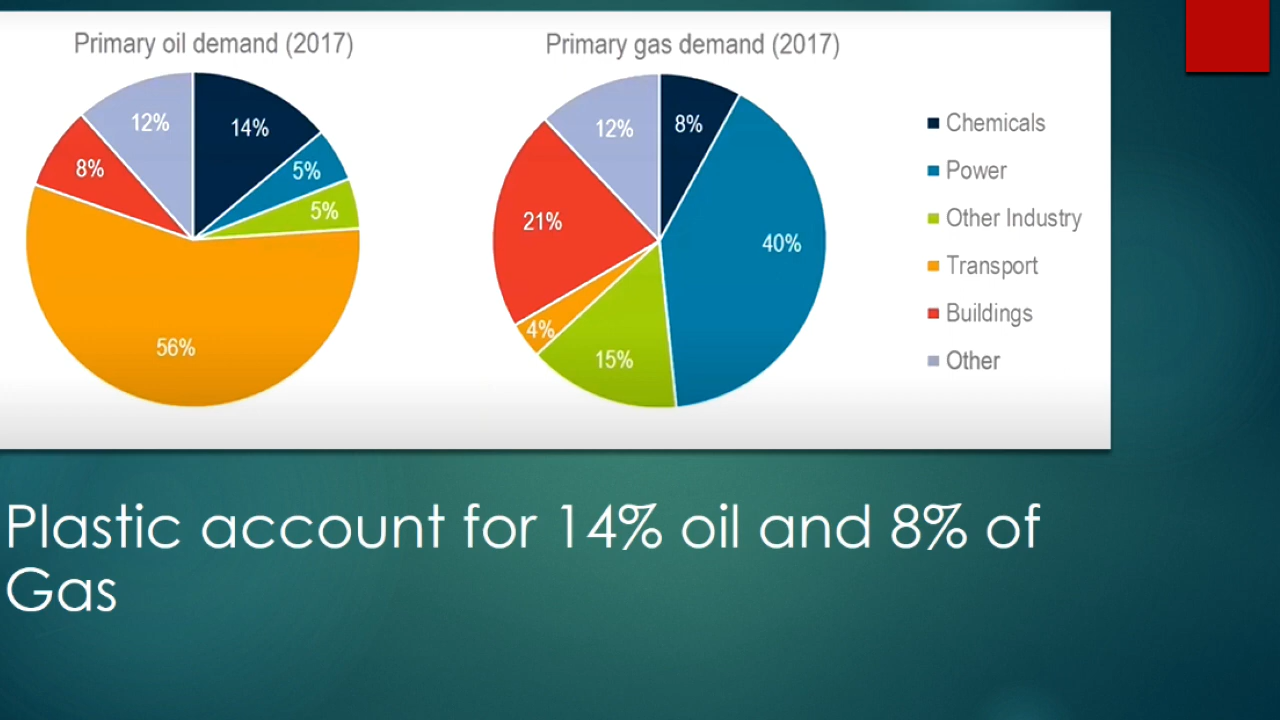 Primary oil demand (2017)
12%
14%
8%
5%
5%
56%
Primary gas demand (2017)
12%
8%
21%
40%
4%
15%
Chemicals
Power
Other Industry
Transport
Buildings
Other
Plastic account for 14% oil and 8% of
Gas